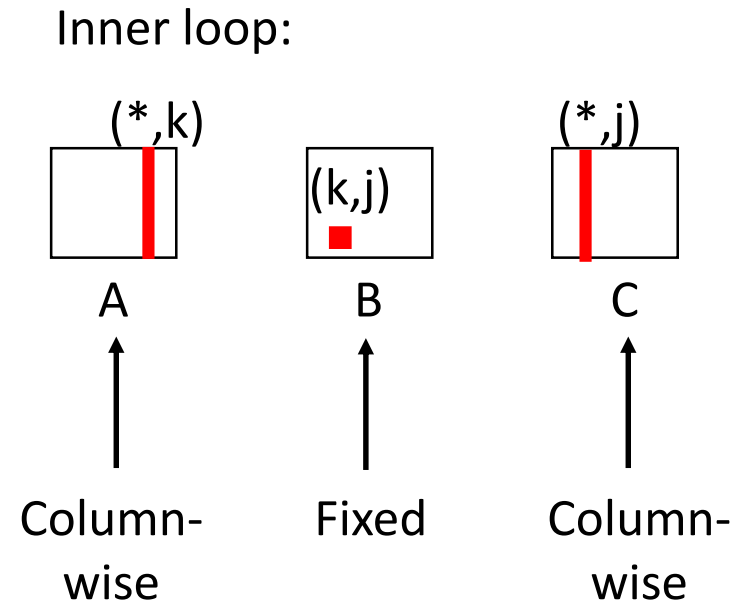 Inner loop:
(*,k)
(k,j)
(*,j)
A
B
C
Column-
wise
Fixed
Column-
wise